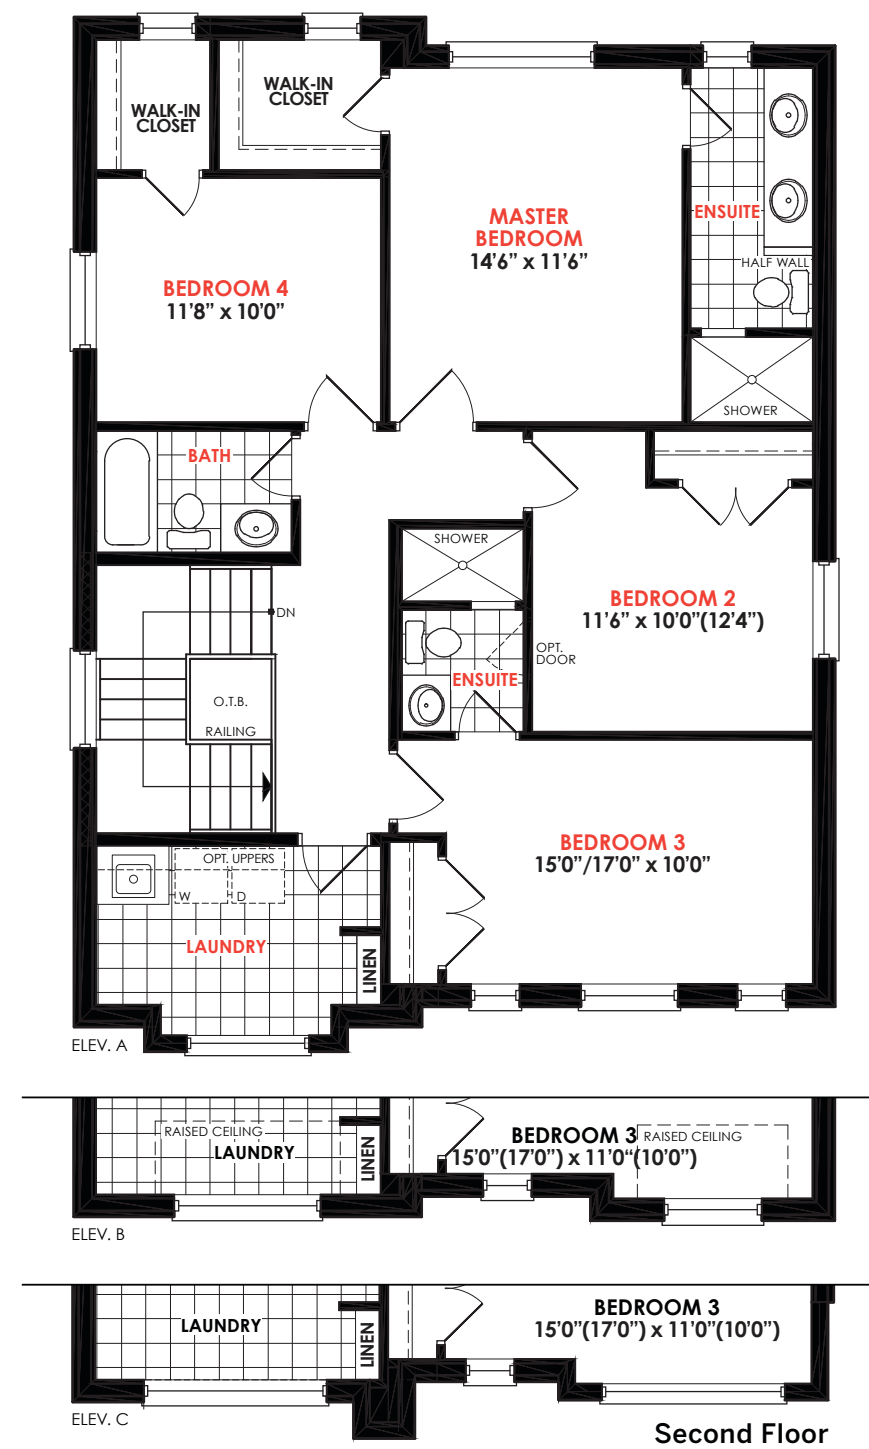 WALK-IN
CLOSET
WALK-IN
CLOSET
MASTER
BEDROOM
14’6” x 11’6”
ENSUITE
HALF WALL
SHOWER
BEDROOM 4
11’8” x 10’0”
BATH
SHOWER
BEDROOM 2
11’6” x 10’0”(12’4”)
OPT.
DOOR
ENSUITE
DN
O.T.B.
RAILING
BEDROOM 3
15’0”/17’0” x 10’0”
OPT. UPPERS
W
D
LAUNDRY
LINEN
ELEV. A
RAISED CEILING
LAUNDRY
LINEN
BEDROOM 3
15’0”(17’0”) x 11’0“(10’0”)
RAISED CEILING
ELEV. B
LAUNDRY
LINEN
BEDROOM 3
15’0”(17’0”) x 11’0”(10’0”)
ELEV. C
Second Floor